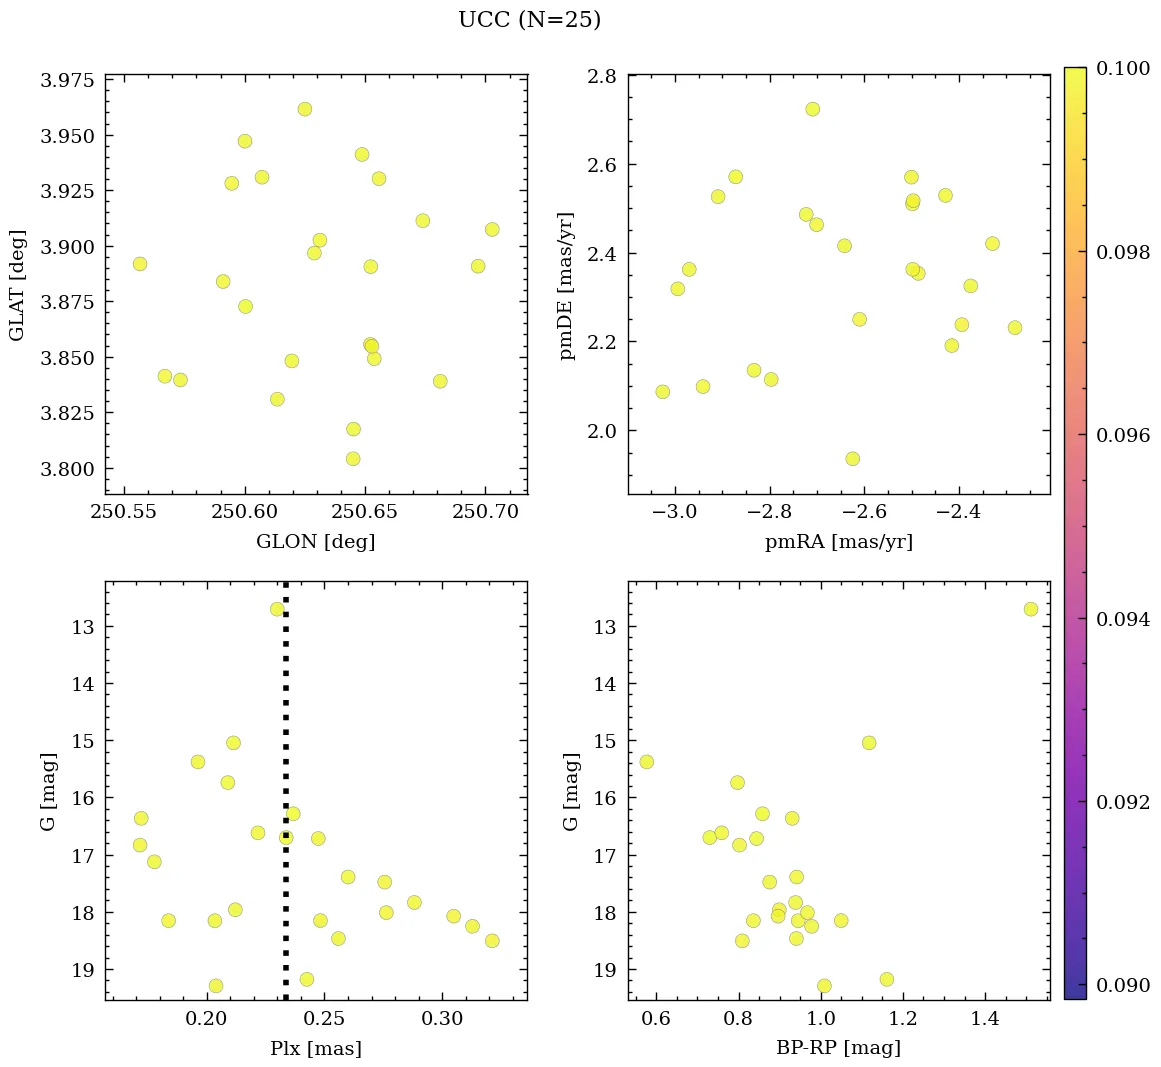 UCC (N=25)
3.975
3.950
3.925
3.900
3.875
3.850
3.825
3.800
GLAT [deg]
250.55 250.60 250.65 250.70
GLON [deg]
2.8
2.6
2.4
2.2
2.0
pmDE [mas/yr]
−3.0 −2.8 −2.6 −2.4
pmRA [mas/yr]
0.100
0.098
0.096
0.094
0.092
0.090
13
14
15
16
17
18
19
G [mag]
0.20 0.25 0.30
Plx [mas]
13
14
15
16
17
18
19
G [mag]
0.6 0.8 1.0 1.2 1.4
BP-RP [mag]